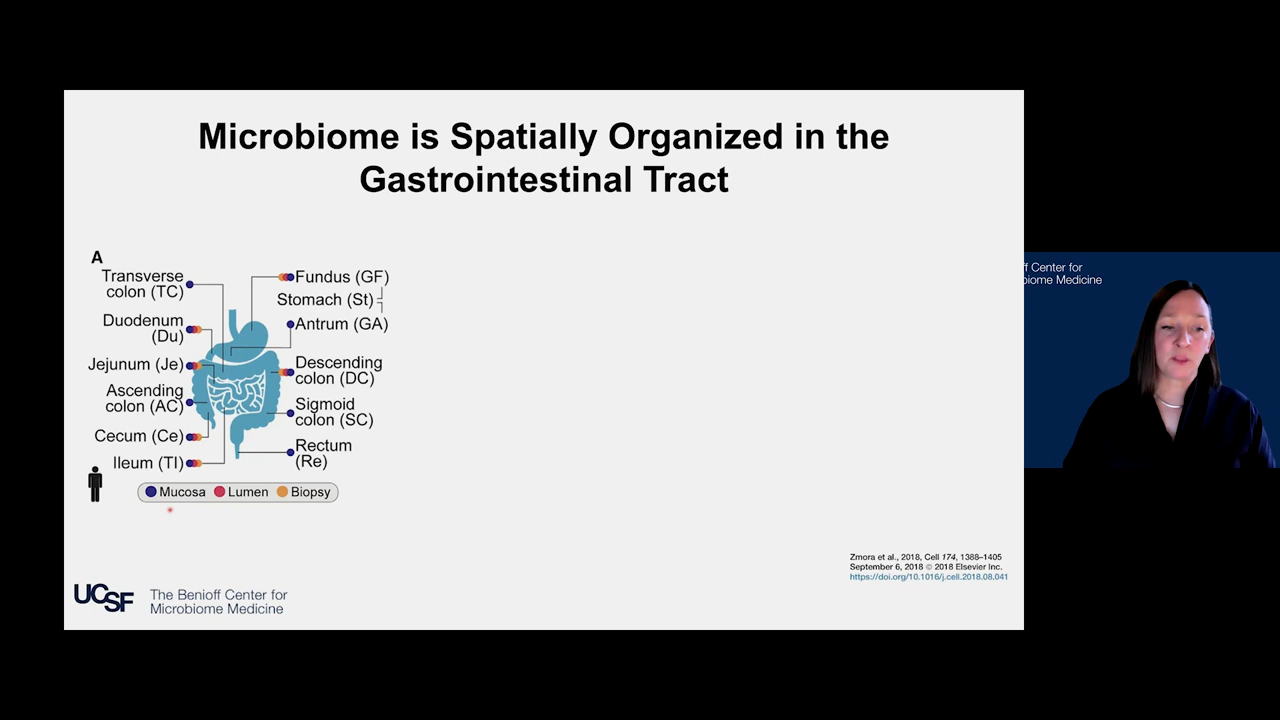 Microbiome is Spatially Organized in the
Gastrointestinal Tract
A
Transverse
colon (TC)
Duodenum
(Du)
Jejunum (Je)
Ascending
colon (AC)
Cecum (Ce)
Ileum (TI)
Fundus (GF)
Stomach (St)
Antrum (GA)
Descending
colon (DC)
Sigmoid
colon (SC)
Rectum
(Re)
Mucosa Lumen Biopsy
Zmora et al., 2018, Cell 174, 1388–1405
September 6, 2018 © 2018 Elsevier Inc.
https://doi.org/10.1016/j.cell.2018.08.041
UCSF
The Benioff Center for
Microbiome Medicine
ff Center for
biome Medicine